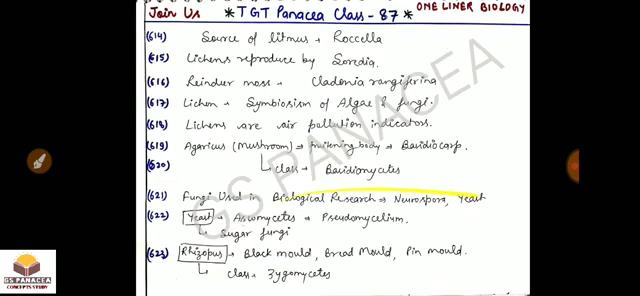 Join Us *TGT Panacea Class - 87* ONE LINER BIOLOGY
(614) Source of litmus → Roccella
(615) Lichens reproduce by Soredia.
(616) Reinder moss → Cladonia rangiferina
(617) Lichen → Symbiosism of Algae & fungi.
(618) Lichens are air pollution indicators.
(619) Agaricus (Mushroom) → fruitening body → Basidiocarp.
(620) class → Basidiomycetes
(621) Fungi Used in Biological Research → Neurospora, Yeast
(622) Yeast → Ascomycetes → Pseudomycelium.
Sugar fungi
(623) Rhizopus → Black mould, Bread Mould, Pin mould.
class → Zygomycetes
GS PANACEA
GS PANACEA
CONCEPTS STUDY